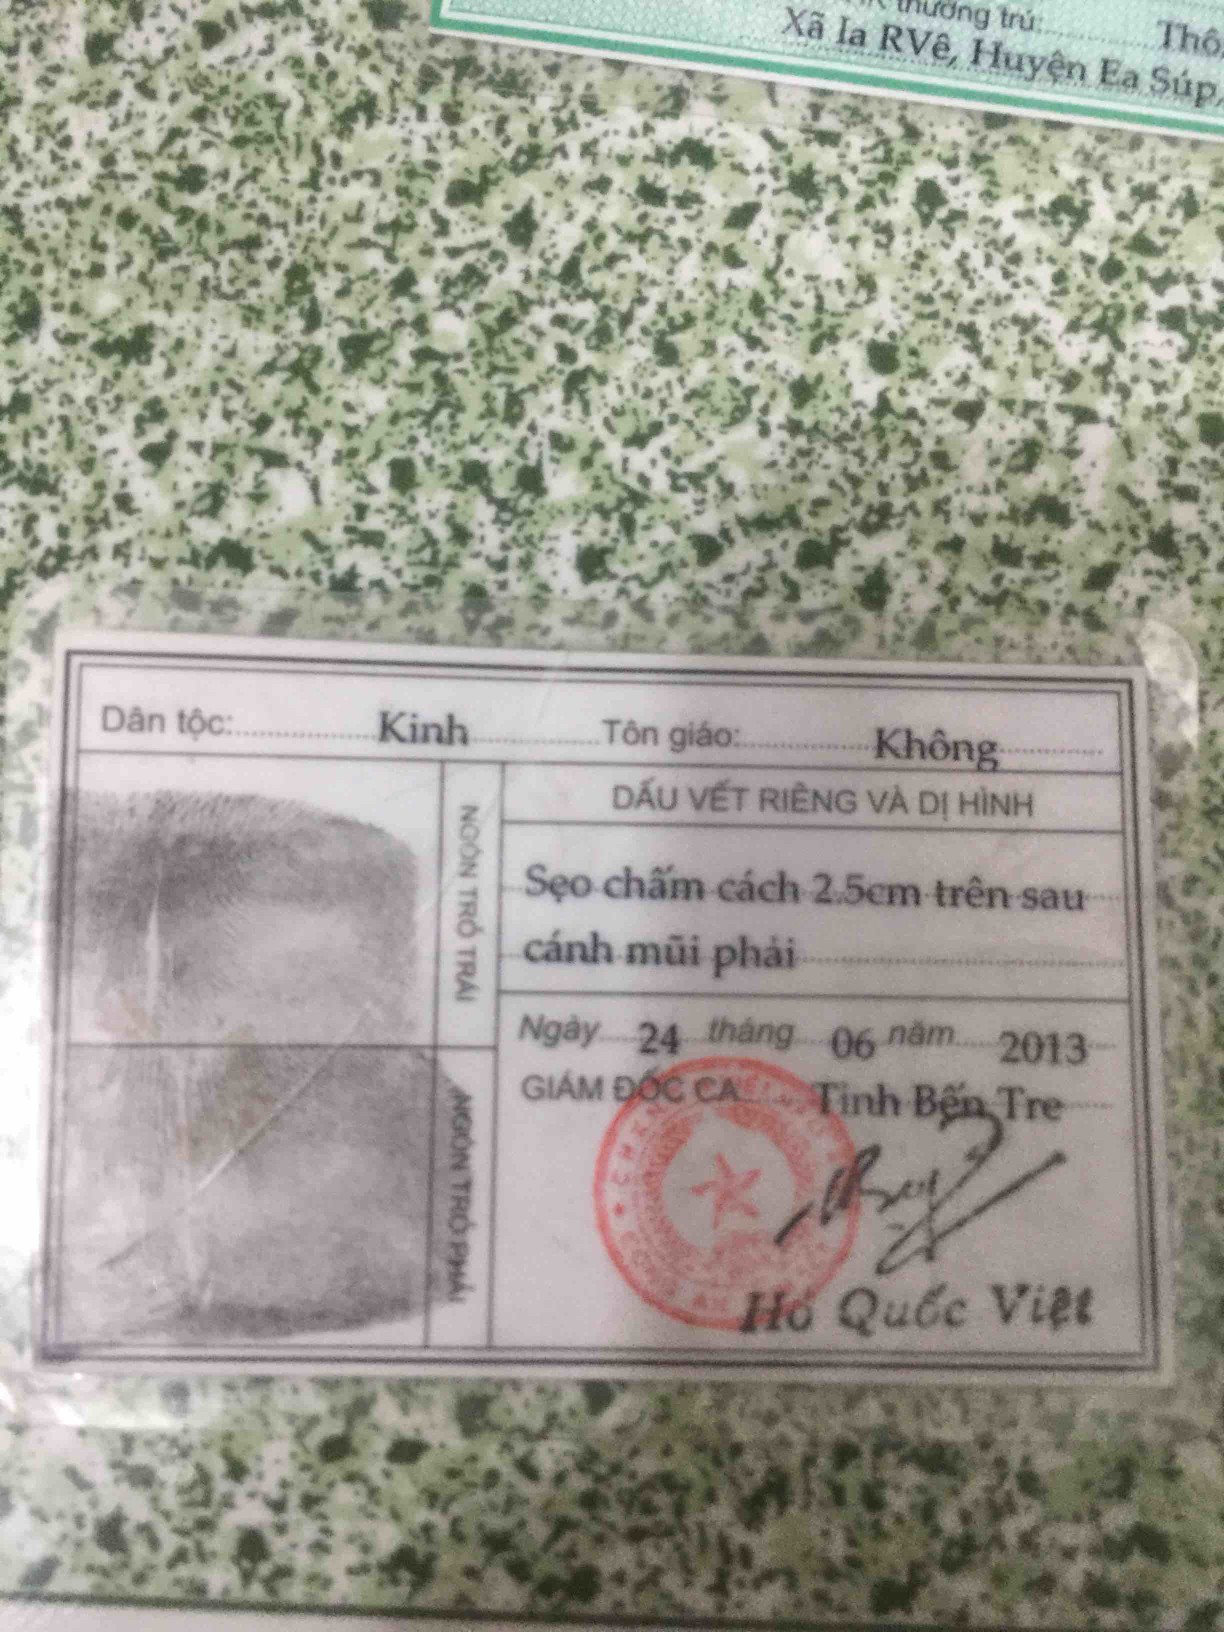 thường trú: Thô
Xã Ia RVê, Huyện Ea Súp,
Dân tộc: Kinh Tôn giáo: Không
DẤU VẾT RIÊNG VÀ DỊ HÌNH
NGÓN TRỎ TRÁI
Sẹo chấm cách 2.5cm trên sau
cánh mũi phải
Ngày 24 tháng 06 năm 2013
GIÁM ĐỐC CA Tỉnh Bến Tre
NGÓN TRỎ PHẢI
Hồ Quốc Việt